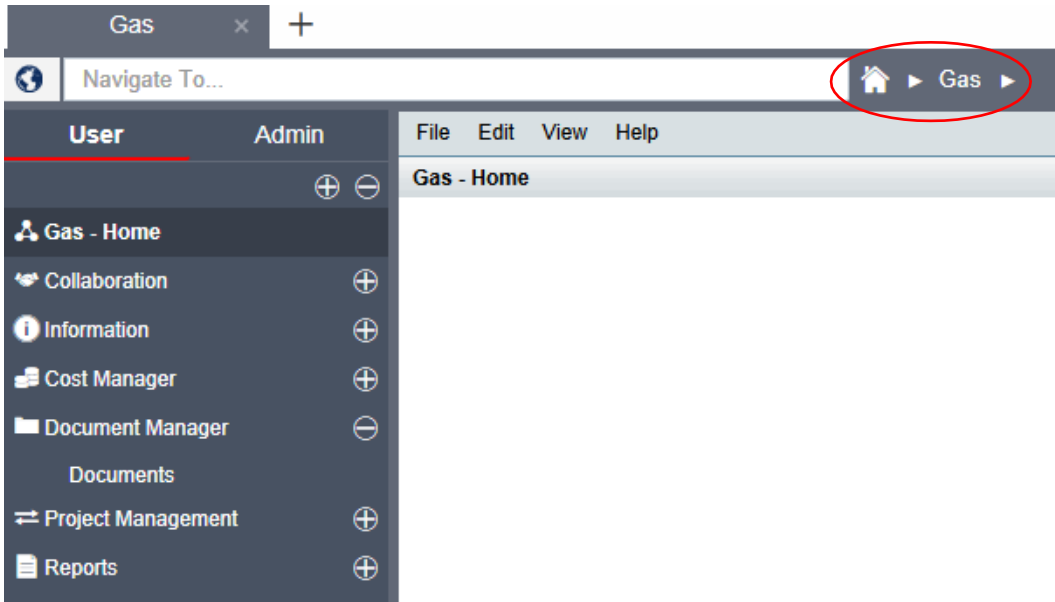 Gas × +
Navigate To... Gas
User Admin
File Edit View Help
Gas - Home
Gas - Home
Collaboration
Information
Cost Manager
Document Manager
Documents
Project Management
Reports